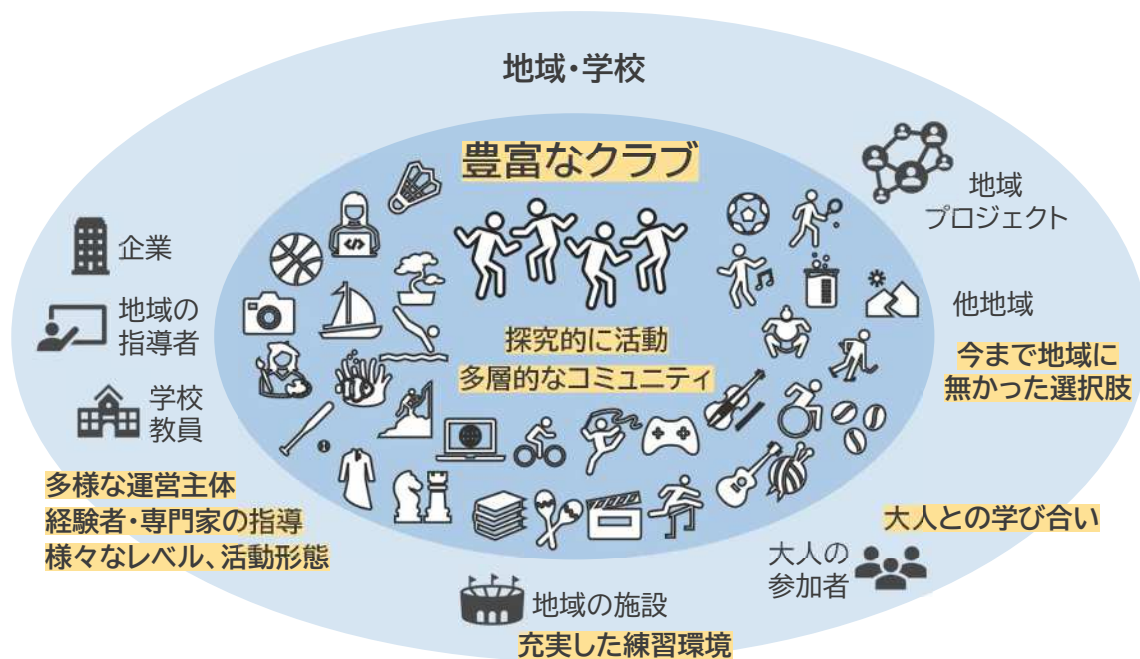 地域・学校
豊富なクラブ
探究的に活動
多層的なコミュニティ
企業
地域の
指導者
学校
教員
多様な運営主体
経験者・専門家の指導
様々なレベル、活動形態
地域
プロジェクト
他地域
今まで地域に
無かった選択肢
大人との学び合い
大人の
参加者
地域の施設
充実した練習環境